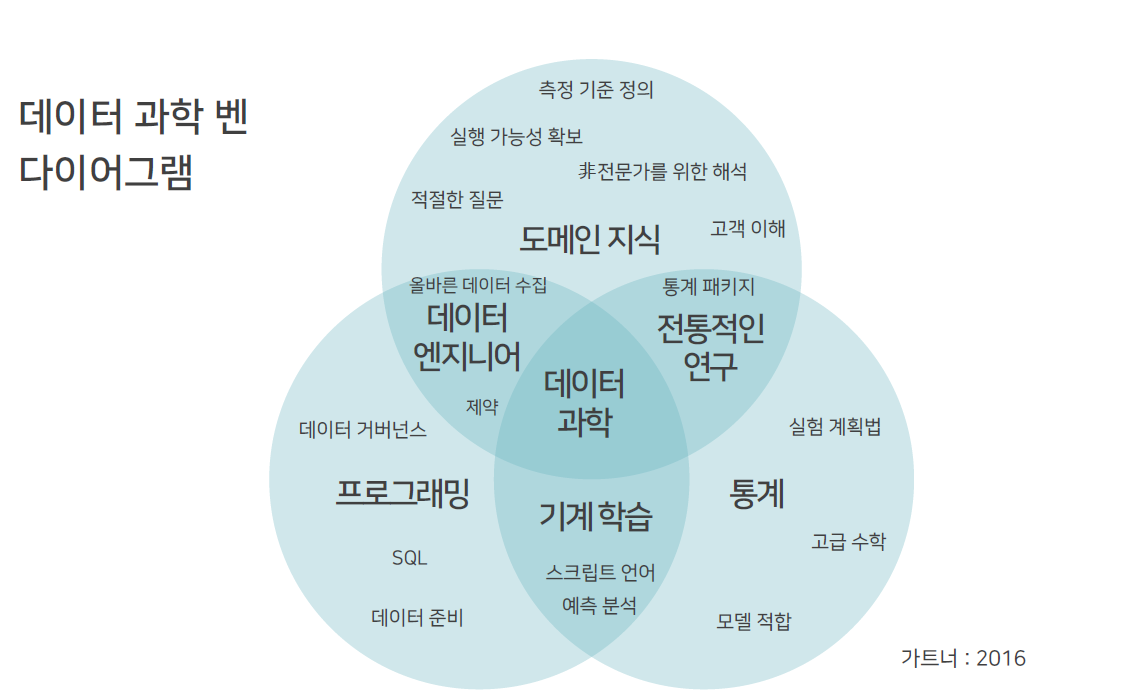 데이터 과학 벤
다이어그램
측정 기준 정의
실행 가능성 확보
非전문가를 위한 해석
적절한 질문
고객 이해
도메인 지식
올바른 데이터 수집
통계 패키지
데이터
엔지니어
전통적인
연구
데이터
과학
제약
데이터 거버넌스
실험 계획법
프로그래밍
통계
기계 학습
고급 수학
SQL
스크립트 언어
예측 분석
데이터 준비
모델 적합
가트너 : 2016